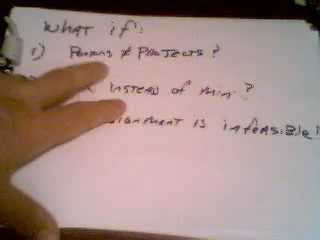 What if:
1) Persons ≠ Projects?
instead of min?
is infeasible